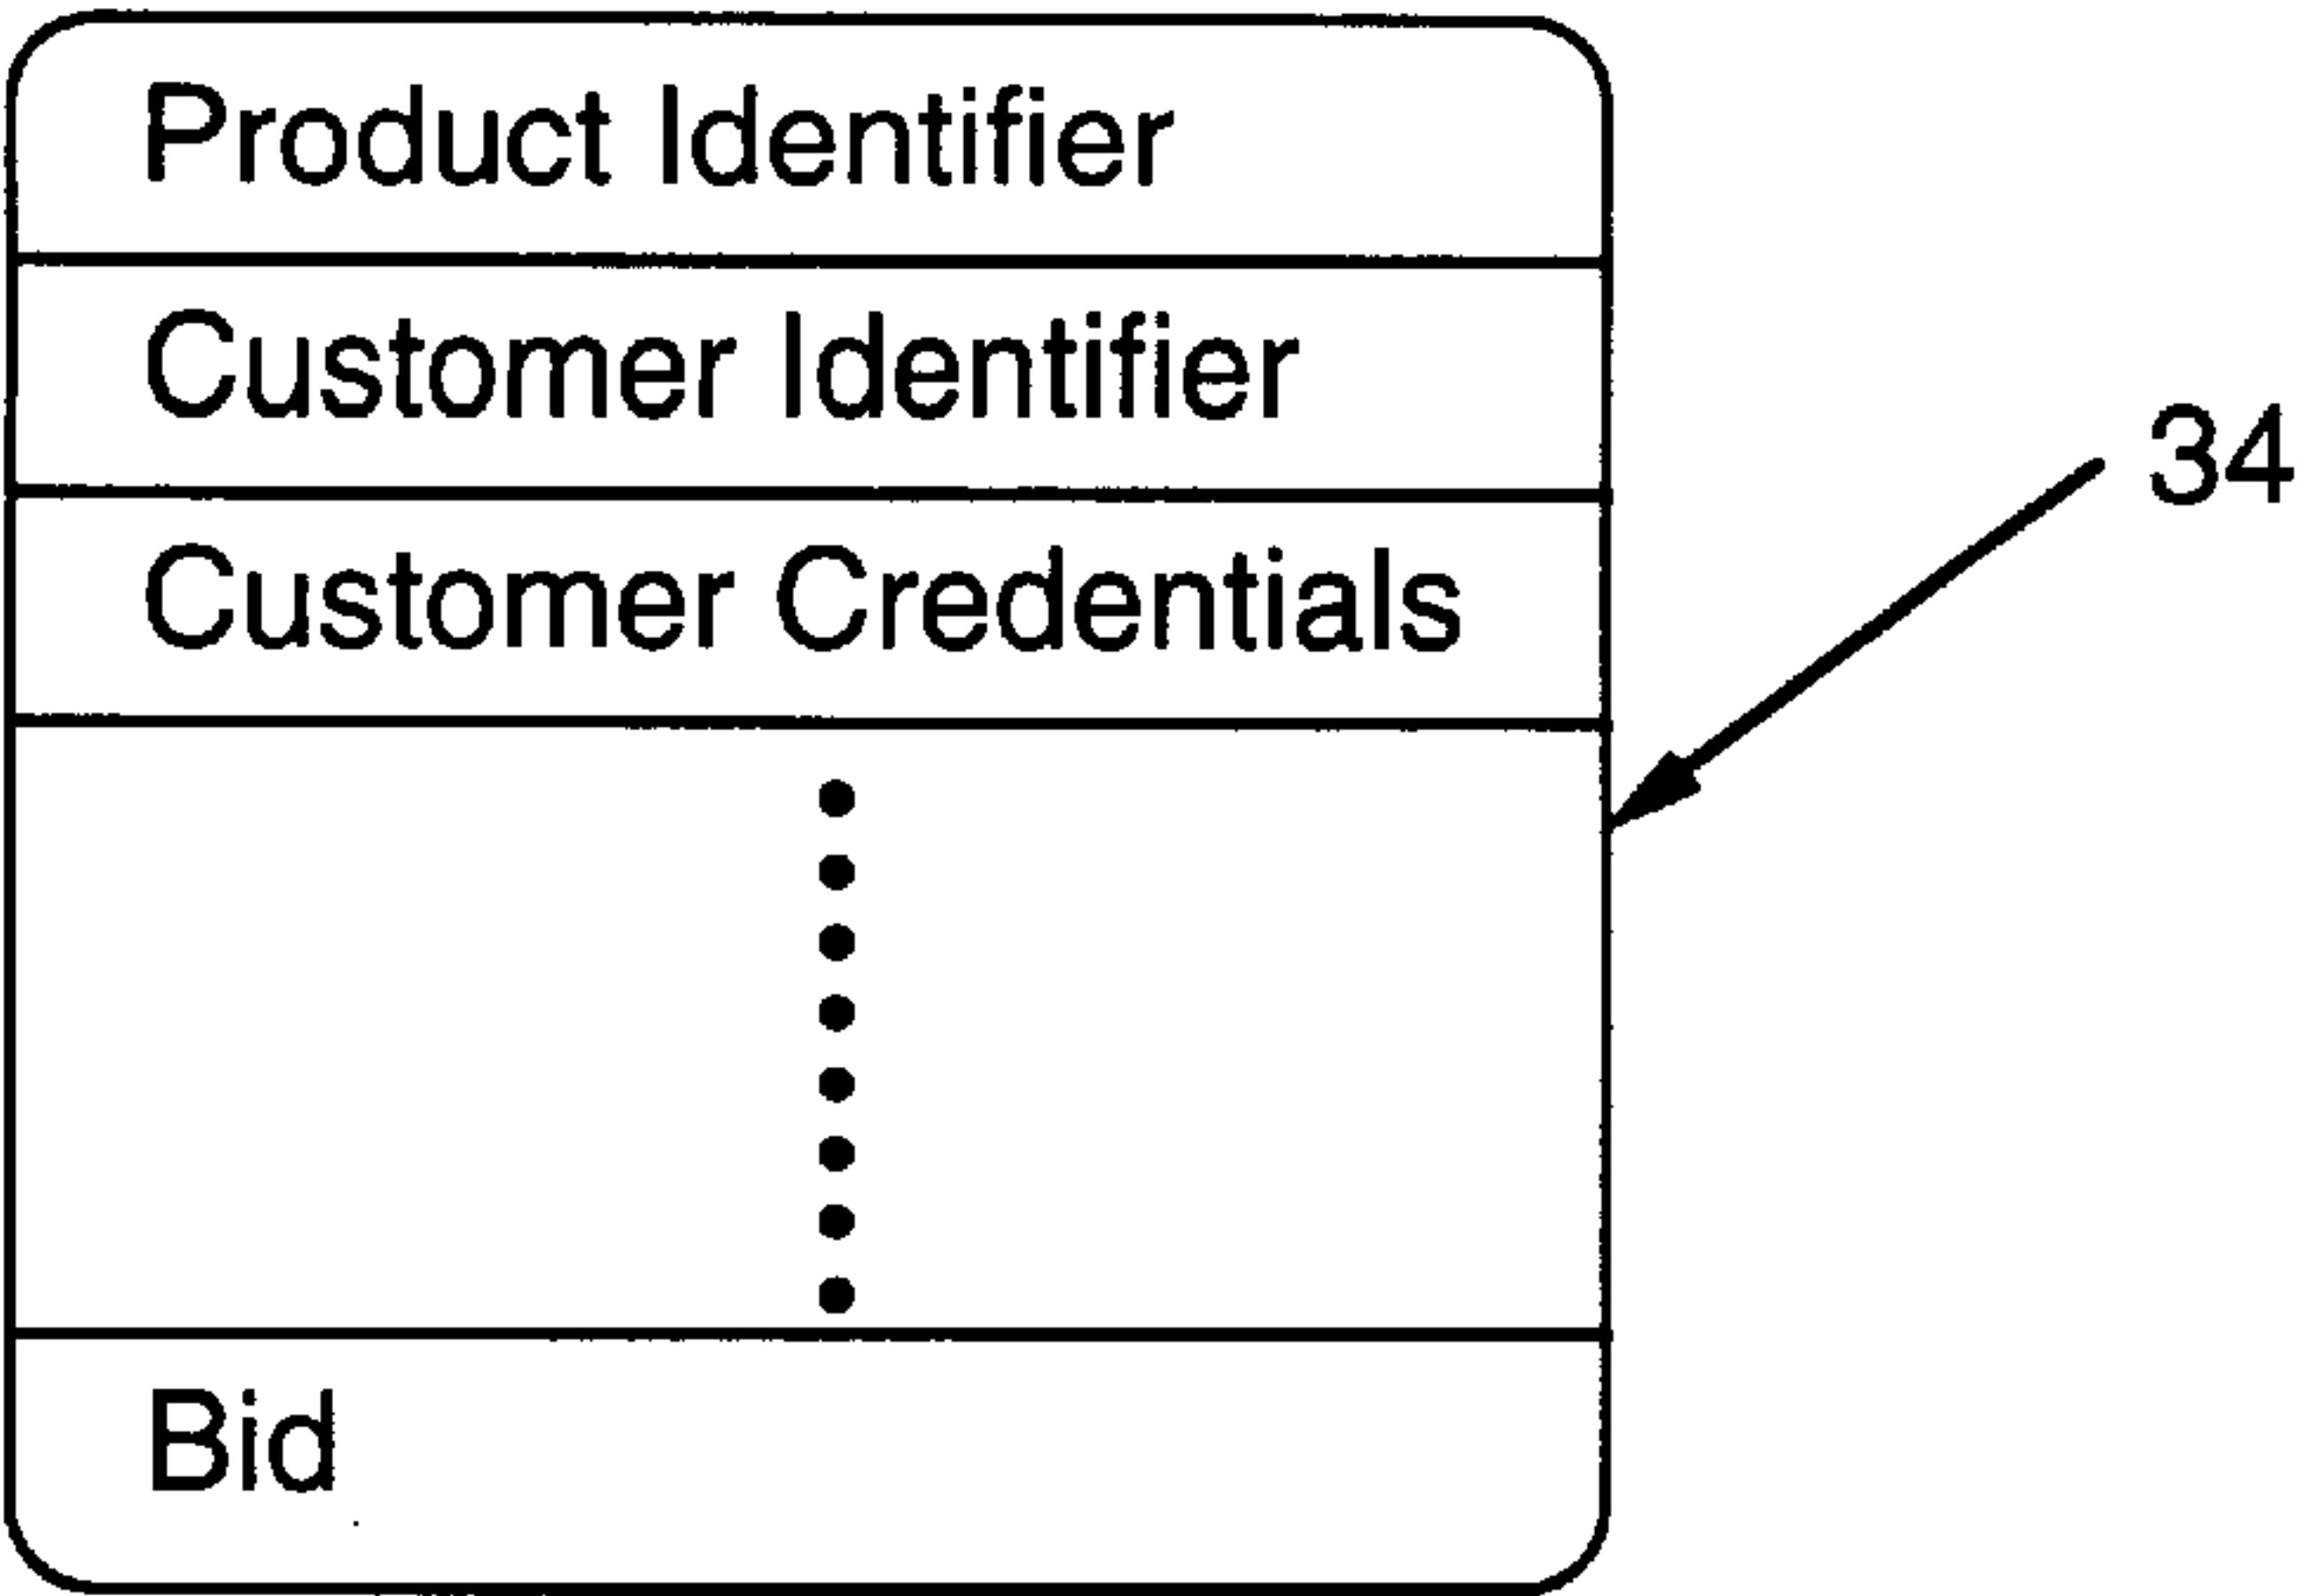 Product Identifier
Customer Identifier
34
Customer Credentials
Bid